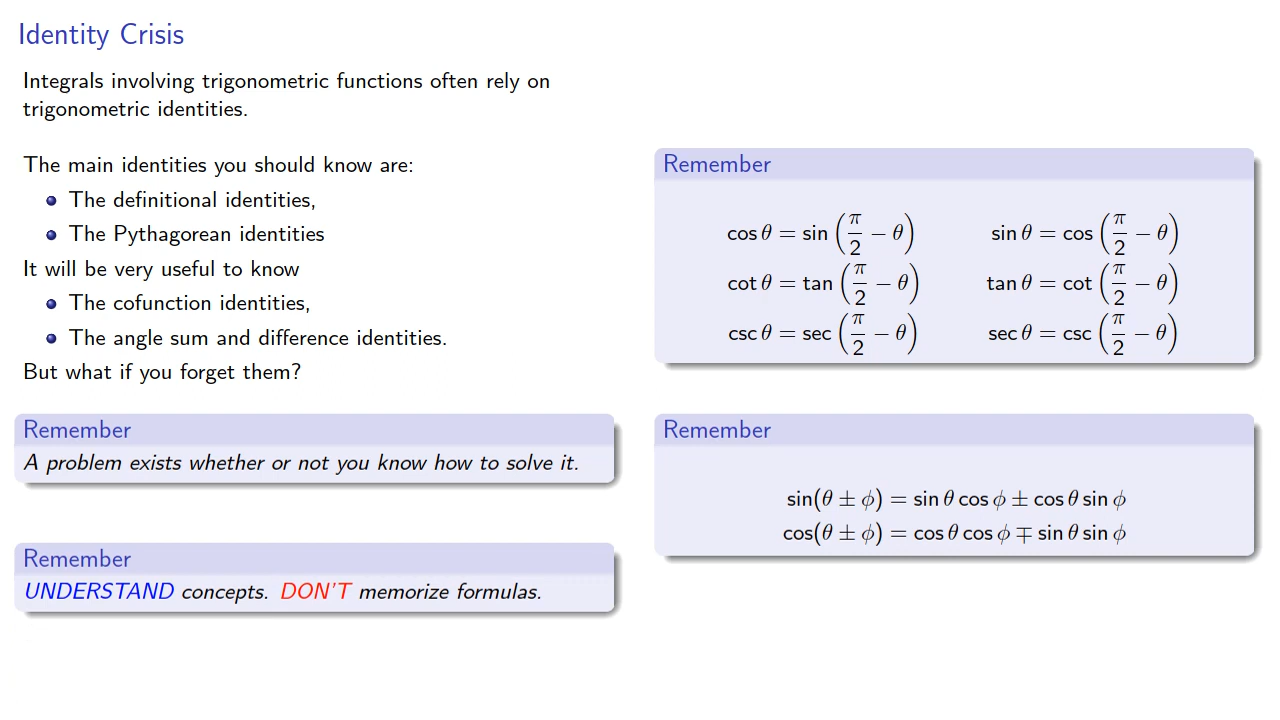 Identity Crisis
Integrals involving trigonometric functions often rely on
trigonometric identities.
The main identities you should know are:
The definitional identities,
The Pythagorean identities
It will be very useful to know
The cofunction identities,
The angle sum and difference identities.
But what if you forget them?
Remember
A problem exists whether or not you know how to solve it.
Remember
UNDERSTAND concepts. DON'T memorize formulas.
Remember
cos θ = sin (π/2 − θ) sin θ = cos (π/2 − θ)
cot θ = tan (π/2 − θ) tan θ = cot (π/2 − θ)
csc θ = sec (π/2 − θ) sec θ = csc (π/2 − θ)
Remember
sin(θ ± ϕ) = sin θ cos ϕ ± cos θ sin ϕ
cos(θ ± ϕ) = cos θ cos ϕ ∓ sin θ sin ϕ